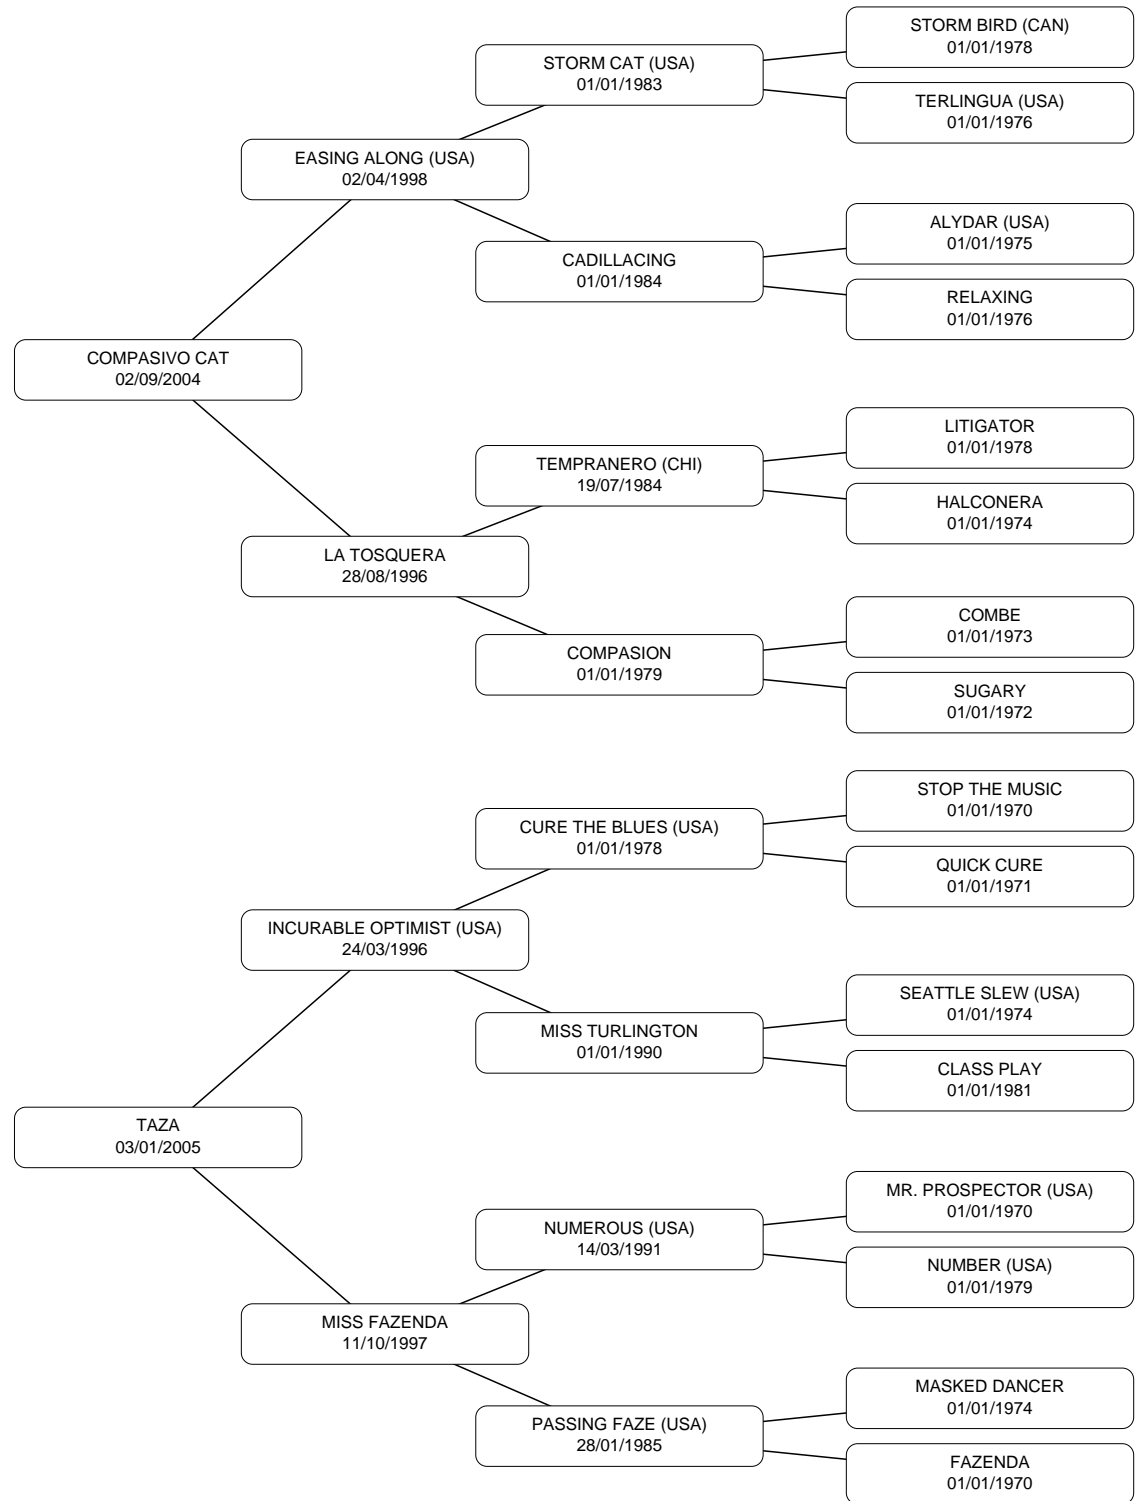 STORM BIRD (CAN)
01/01/1978
STORM CAT (USA)
01/01/1983
TERLINGUA (USA)
01/01/1976
EASING ALONG (USA)
02/04/1998
ALYDAR (USA)
01/01/1975
CADILLACING
01/01/1984
RELAXING
01/01/1976
COMPASIVO CAT
02/09/2004
LITIGATOR
01/01/1978
TEMPRANERO (CHI)
19/07/1984
HALCONERA
01/01/1974
LA TOSQUERA
28/08/1996
COMBE
01/01/1973
COMPASION
01/01/1979
SUGARY
01/01/1972
STOP THE MUSIC
01/01/1970
CURE THE BLUES (USA)
01/01/1978
QUICK CURE
01/01/1971
INCURABLE OPTIMIST (USA)
24/03/1996
SEATTLE SLEW (USA)
01/01/1974
MISS TURLINGTON
01/01/1990
CLASS PLAY
01/01/1981
TAZA
03/01/2005
MR. PROSPECTOR (USA)
01/01/1970
NUMEROUS (USA)
14/03/1991
NUMBER (USA)
01/01/1979
MISS FAZENDA
11/10/1997
MASKED DANCER
01/01/1974
PASSING FAZE (USA)
28/01/1985
FAZENDA
01/01/1970